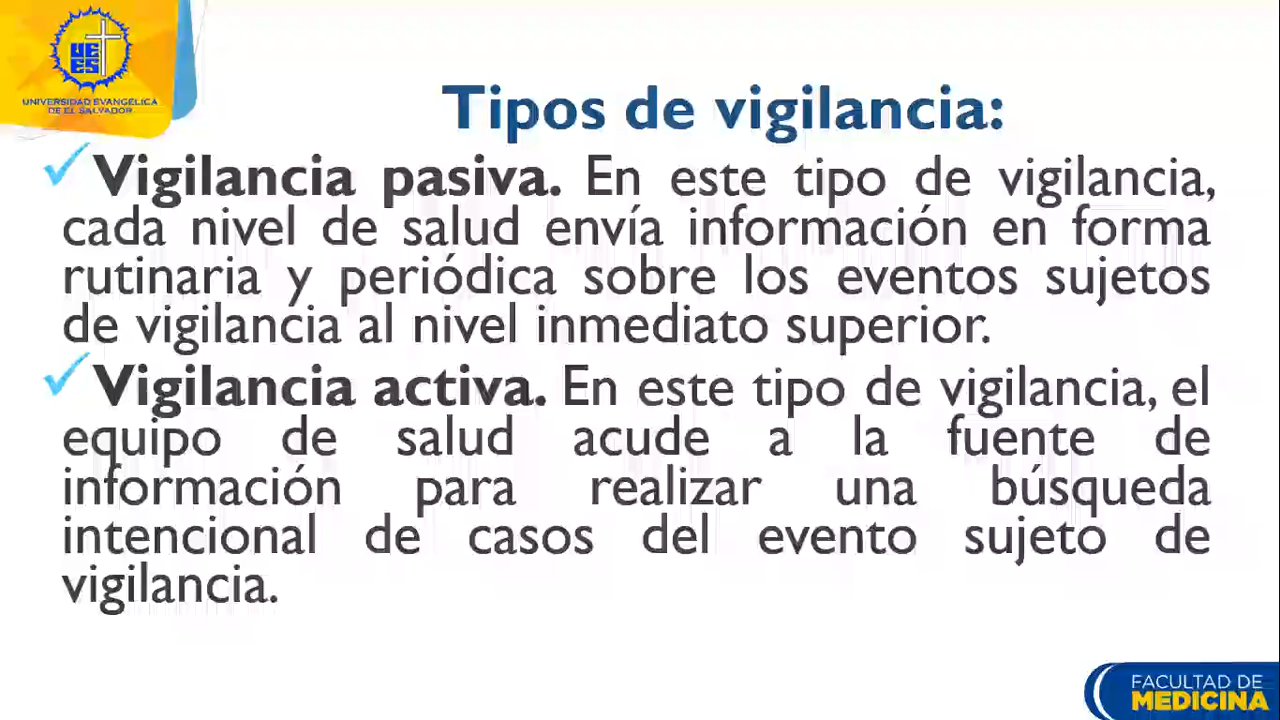 UE
ES
UNIVERSIDAD EVANGÉLICA
DE EL SALVADOR
Tipos de vigilancia:
Vigilancia pasiva. En este tipo de vigilancia,
cada nivel de salud envía información en forma
rutinaria y periódica sobre los eventos sujetos
de vigilancia al nivel inmediato superior.
Vigilancia activa. En este tipo de vigilancia, el
equipo de salud acude a la fuente de
información para realizar una búsqueda
intencional de casos del evento sujeto de
vigilancia.
FACULTAD DE
MEDICINA